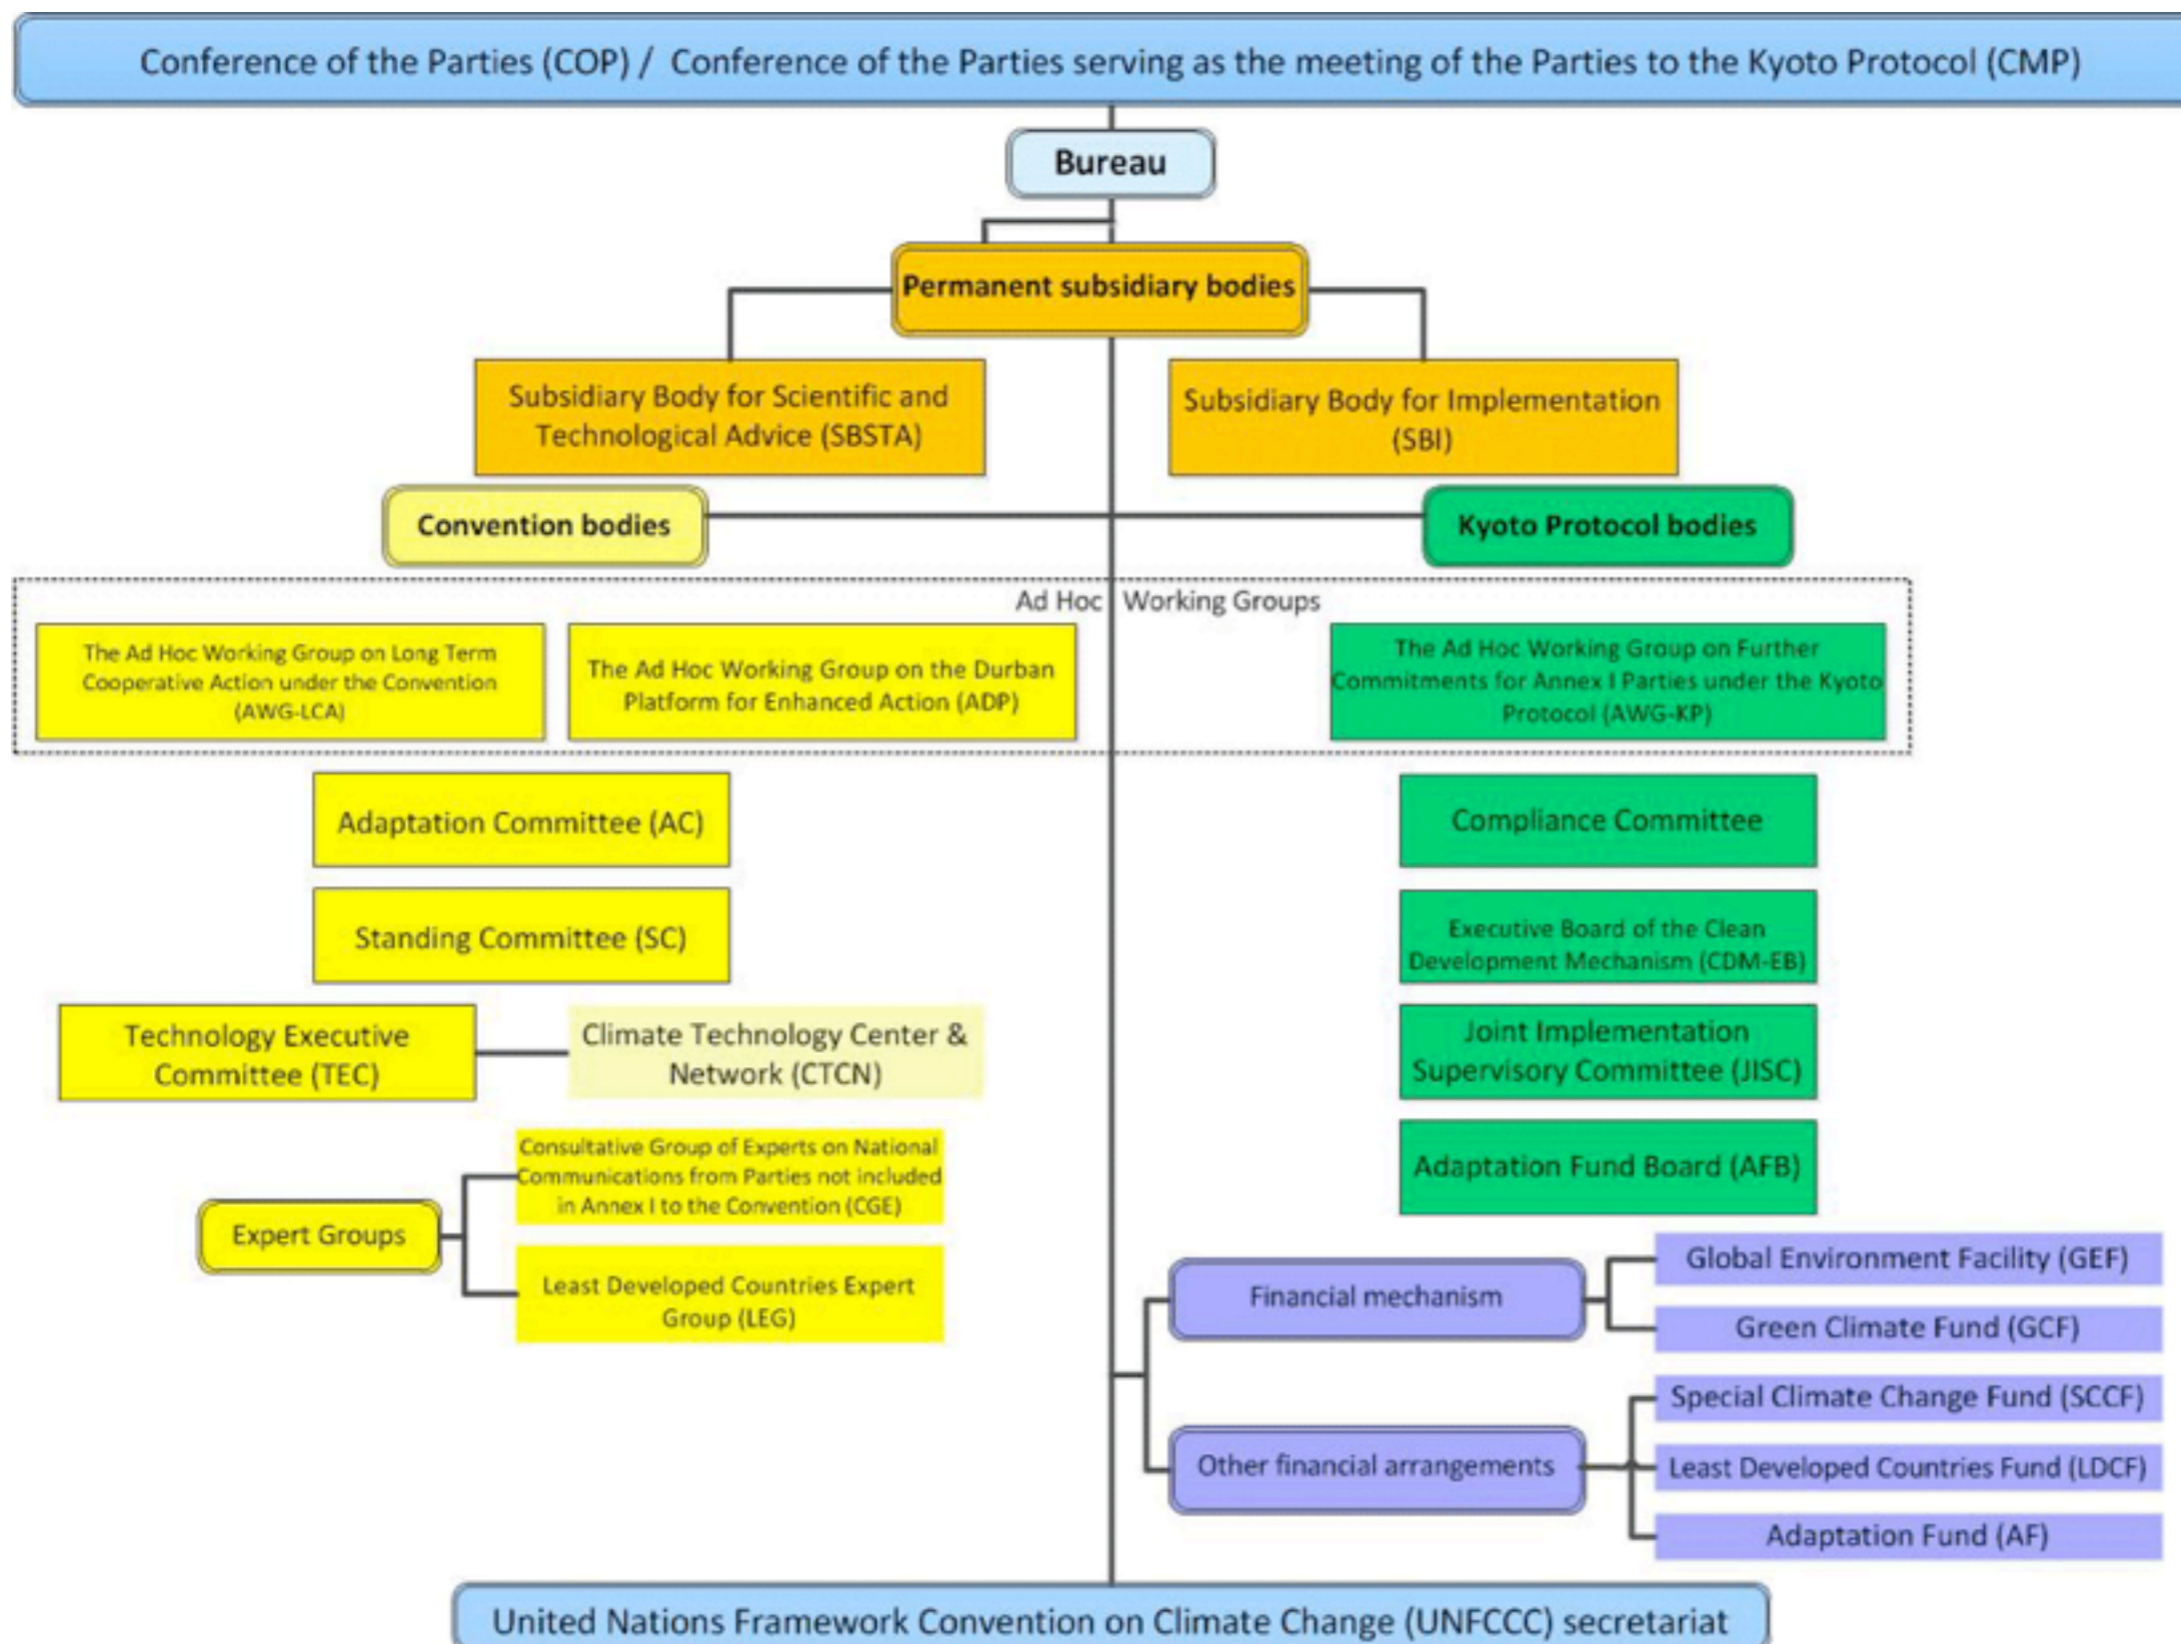 Conference of the Parties (COP) / Conference of the Parties serving as the meeting of the Parties to the Kyoto Protocol (CMP)
Bureau
Permanent subsidiary bodies
Subsidiary Body for Scientific and
Technological Advice (SBSTA)
Subsidiary Body for Implementation
(SBI)
Convention bodies
Kyoto Protocol bodies
Ad Hoc Working Groups
The Ad Hoc Working Group on Long Term
Cooperative Action under the Convention
(AWG-LCA)
The Ad Hoc Working Group on the Durban
Platform for Enhanced Action (ADP)
The Ad Hoc Working Group on Further
Commitments for Annex I Parties under the Kyoto
Protocol (AWG-KP)
Adaptation Committee (AC)
Compliance Committee
Standing Committee (SC)
Executive Board of the Clean
Development Mechanism (CDM-EB)
Technology Executive
Committee (TEC)
Climate Technology Center &
Network (CTCN)
Joint Implementation
Supervisory Committee (JISC)
Expert Groups
Consultative Group of Experts on National
Communications from Parties not included
in Annex I to the Convention (CGE)
Least Developed Countries Expert
Group (LEG)
Adaptation Fund Board (AFB)
Financial mechanism
Global Environment Facility (GEF)
Green Climate Fund (GCF)
Other financial arrangements
Special Climate Change Fund (SCCF)
Least Developed Countries Fund (LDCF)
Adaptation Fund (AF)
United Nations Framework Convention on Climate Change (UNFCCC) secretariat